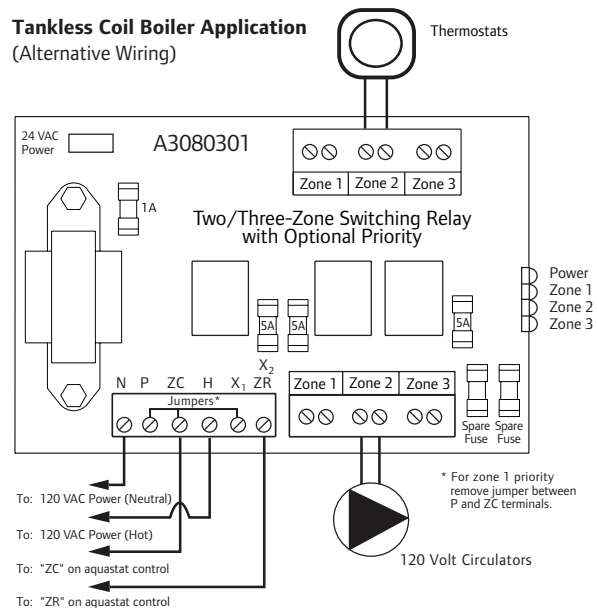 Tankless Coil Boiler Application
(Alternative Wiring)
Thermostats
24 VAC
Power
A3080301
Zone 1 Zone 2 Zone 3
1A
Two/Three-Zone Switching Relay
with Optional Priority
Power
Zone 1
Zone 2
Zone 3
5A 5A 5A
X2
N P ZC H X1 ZR
Jumpers*
Zone 1 Zone 2 Zone 3
Spare
Fuse
Spare
Fuse
* For zone 1 priority
remove jumper between
P and ZC terminals.
To: 120 VAC Power (Neutral)
To: 120 VAC Power (Hot)
To: "ZC" on aquastat control
To: "ZR" on aquastat control
120 Volt Circulators